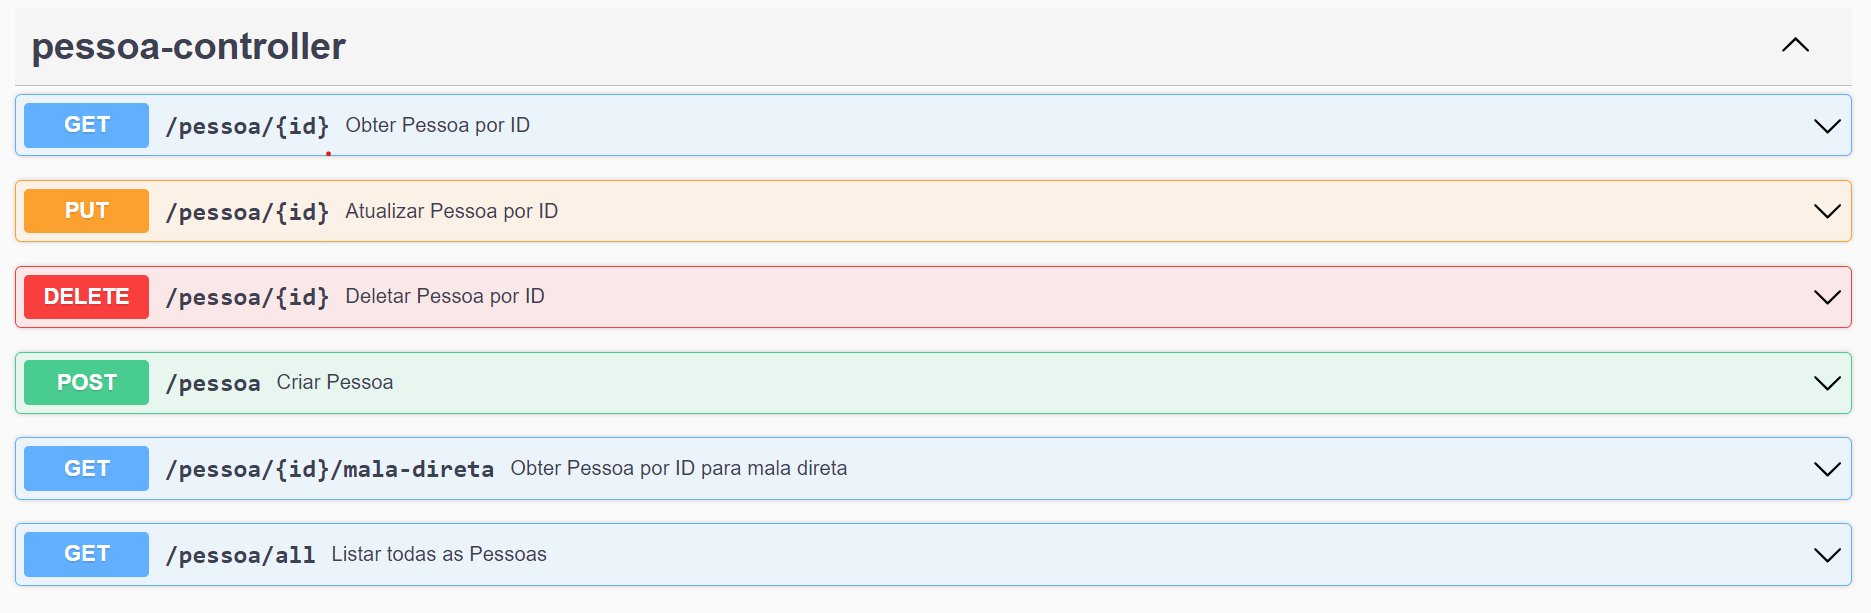 pessoa-controller
GET /pessoa/{id} Obter Pessoa por ID
PUT /pessoa/{id} Atualizar Pessoa por ID
DELETE /pessoa/{id} Deletar Pessoa por ID
POST /pessoa Criar Pessoa
GET /pessoa/{id}/mala-direta Obter Pessoa por ID para mala direta
GET /pessoa/all Listar todas as Pessoas